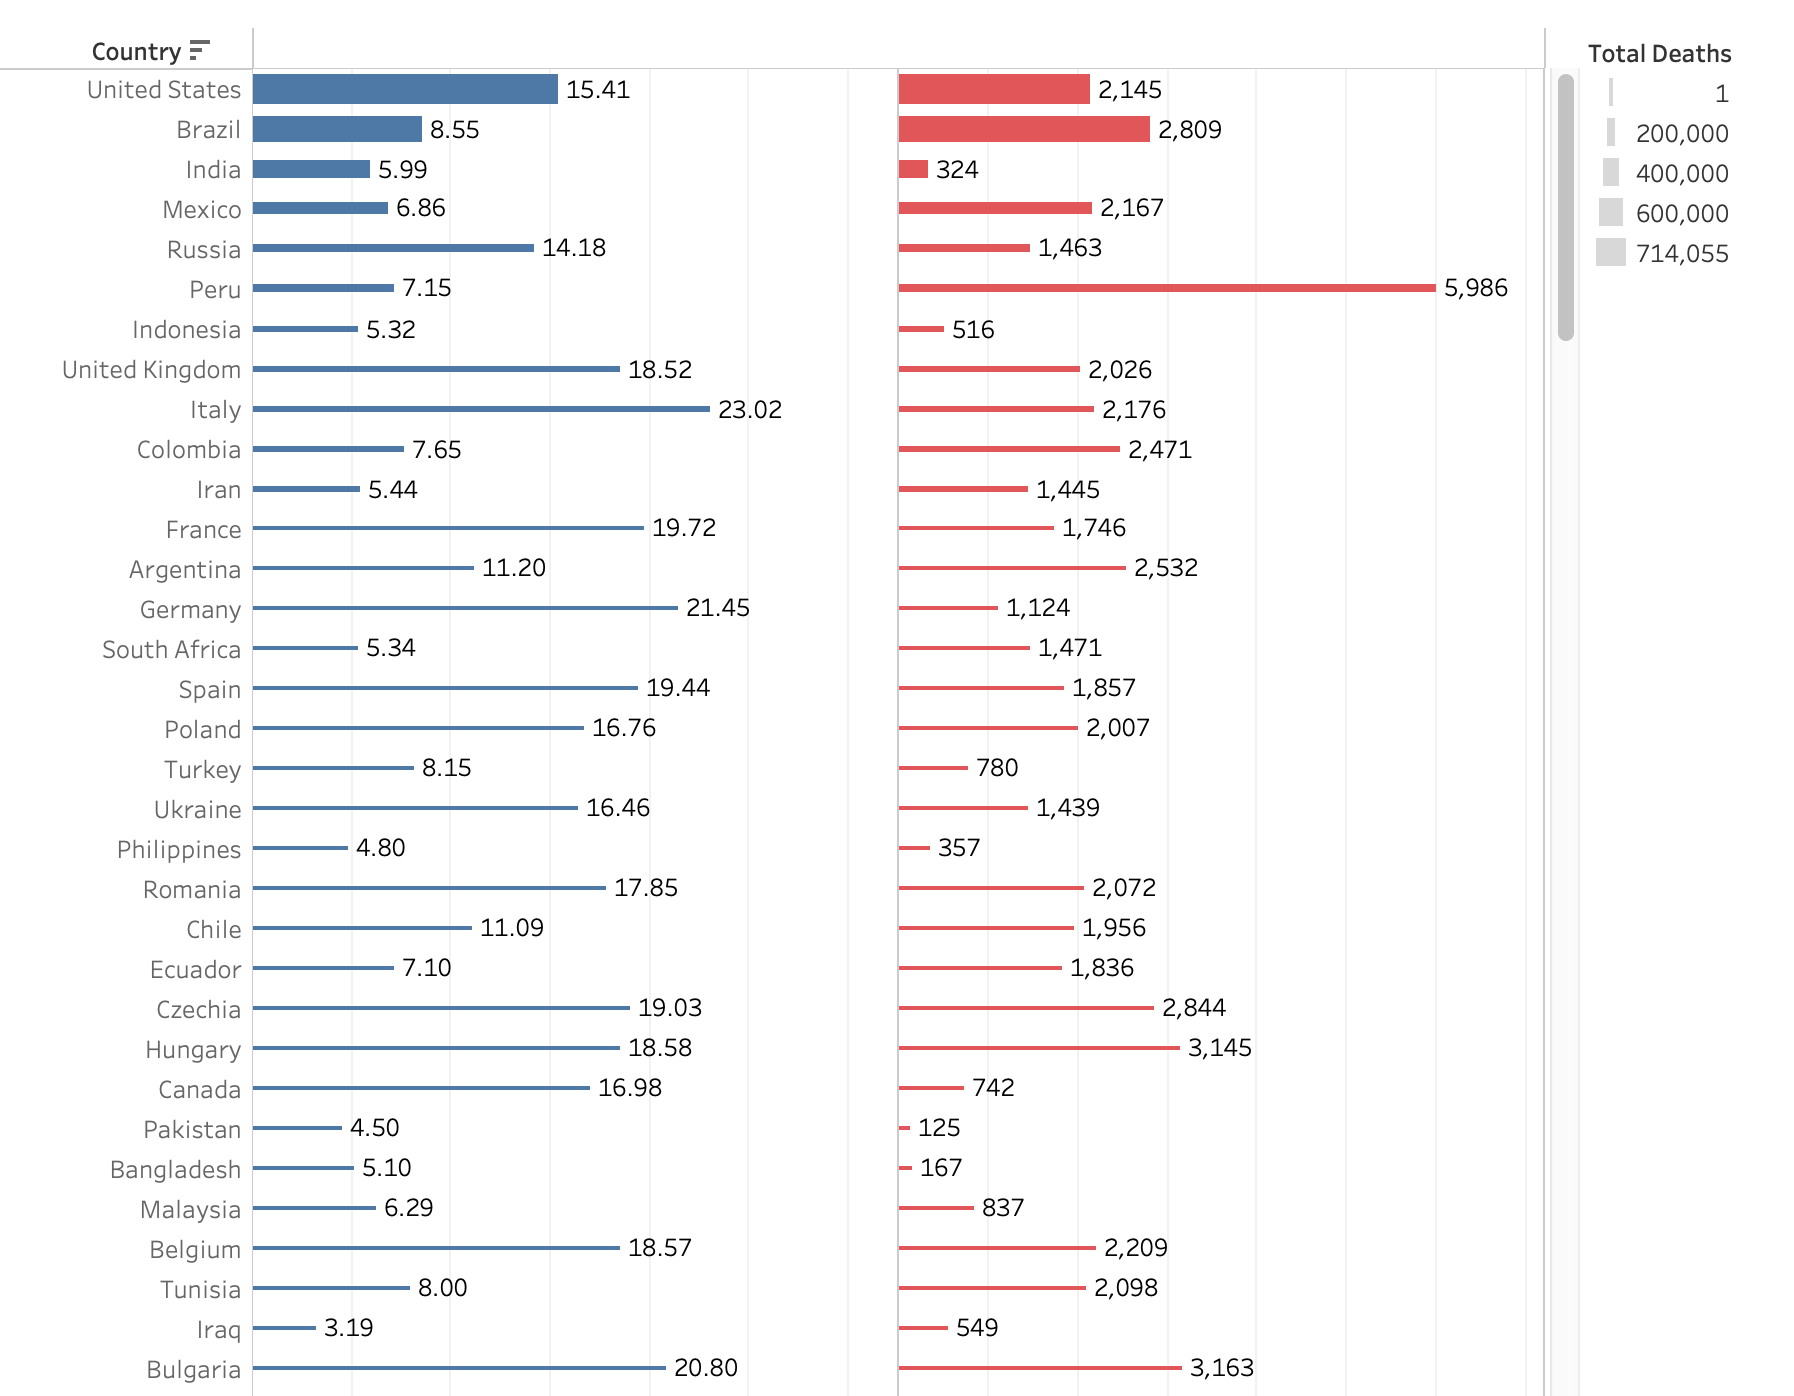 Country
Total Deaths
United States 15.41 2,145 1
Brazil 8.55 2,809 200,000
India 5.99 324 400,000
Mexico 6.86 2,167 600,000
Russia 14.18 1,463 714,055
Peru 7.15 5,986
Indonesia 5.32 516
United Kingdom 18.52 2,026
Italy 23.02 2,176
Colombia 7.65 2,471
Iran 5.44 1,445
France 19.72 1,746
Argentina 11.20 2,532
Germany 21.45 1,124
South Africa 5.34 1,471
Spain 19.44 1,857
Poland 16.76 2,007
Turkey 8.15 780
Ukraine 16.46 1,439
Philippines 4.80 357
Romania 17.85 2,072
Chile 11.09 1,956
Ecuador 7.10 1,836
Czechia 19.03 2,844
Hungary 18.58 3,145
Canada 16.98 742
Pakistan 4.50 125
Bangladesh 5.10 167
Malaysia 6.29 837
Belgium 18.57 2,209
Tunisia 8.00 2,098
Iraq 3.19 549
Bulgaria 20.80 3,163